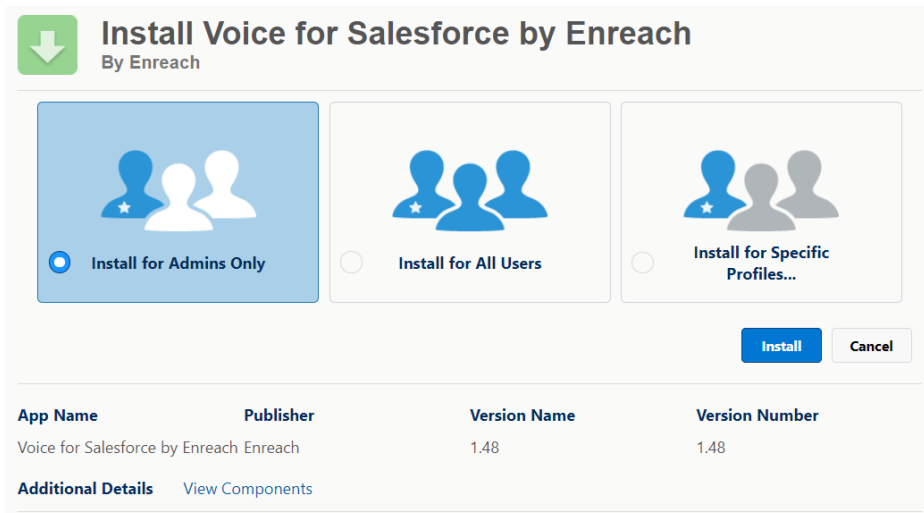 Install Voice for Salesforce by Enreach
By Enreach
Install for Admins Only
Install for All Users
Install for Specific
Profiles...
Install
Cancel
App Name Publisher Version Name Version Number
Voice for Salesforce by Enreach Enreach 1.48 1.48
Additional Details View Components